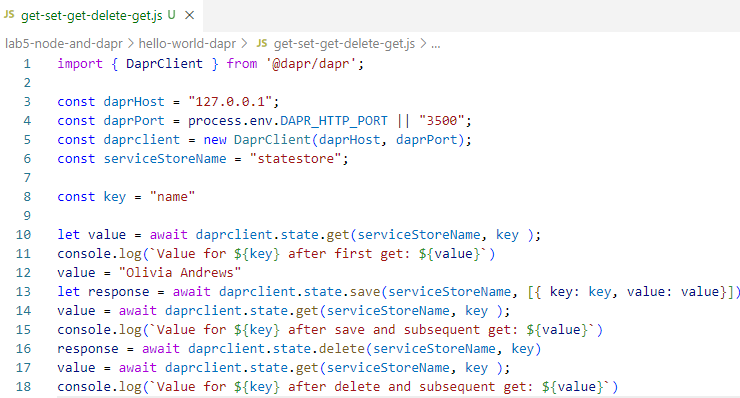 JS get-set-get-delete-get.js U ×
lab5-node-and-dapr > hello-world-dapr > JS get-set-get-delete-get.js > ...
1 import { DaprClient } from '@dapr/dapr';
2
3 const daprHost = "127.0.0.1";
4 const daprPort = process.env.DAPR_HTTP_PORT || "3500";
5 const daprclient = new DaprClient(daprHost, daprPort);
6 const serviceStoreName = "statestore";
7
8 const key = "name"
9
10 let value = await daprclient.state.get(serviceStoreName, key );
11 console.log(`Value for ${key} after first get: ${value}`)
12 value = "Olivia Andrews"
13 let response = await daprclient.state.save(serviceStoreName, [{ key: key, value: value}])
14 value = await daprclient.state.get(serviceStoreName, key );
15 console.log(`Value for ${key} after save and subsequent get: ${value}`)
16 response = await daprclient.state.delete(serviceStoreName, key)
17 value = await daprclient.state.get(serviceStoreName, key );
18 console.log(`Value for ${key} after delete and subsequent get: ${value}`)